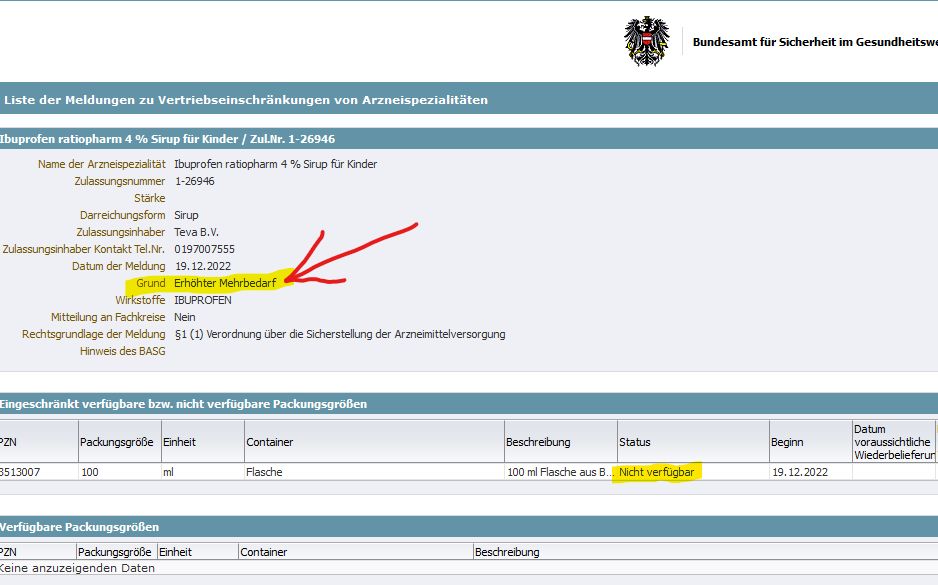 Bundesamt für Sicherheit im Gesundheitswe
Liste der Meldungen zu Vertriebseinschränkungen von Arzneispezialitäten
Ibuprofen ratiopharm 4 % Sirup für Kinder / Zul.Nr. 1-26946
Name der Arzneispezialität Ibuprofen ratiopharm 4 % Sirup für Kinder
Zulassungsnummer 1-26946
Stärke
Darreichungsform Sirup
Zulassungsinhaber Teva B.V.
Zulassungsinhaber Kontakt Tel.Nr. 0197007555
Datum der Meldung 19.12.2022
Grund Erhöhter Mehrbedarf
Wirkstoffe IBUPROFEN
Mitteilung an Fachkreise Nein
Rechtsgrundlage der Meldung §1 (1) Verordnung über die Sicherstellung der Arzneimittelversorgung
Hinweis des BASG
Eingeschränkt verfügbare bzw. nicht verfügbare Packungsgrößen
PZN Packungsgröße Einheit Container Beschreibung Status Beginn Datum voraussichtliche Wiederbelieferun
3513007 100 ml Flasche 100 ml Flasche aus B... Nicht verfügbar 19.12.2022
Verfügbare Packungsgrößen
PZN Packungsgröße Einheit Container Beschreibung
Keine anzuzeigenden Daten